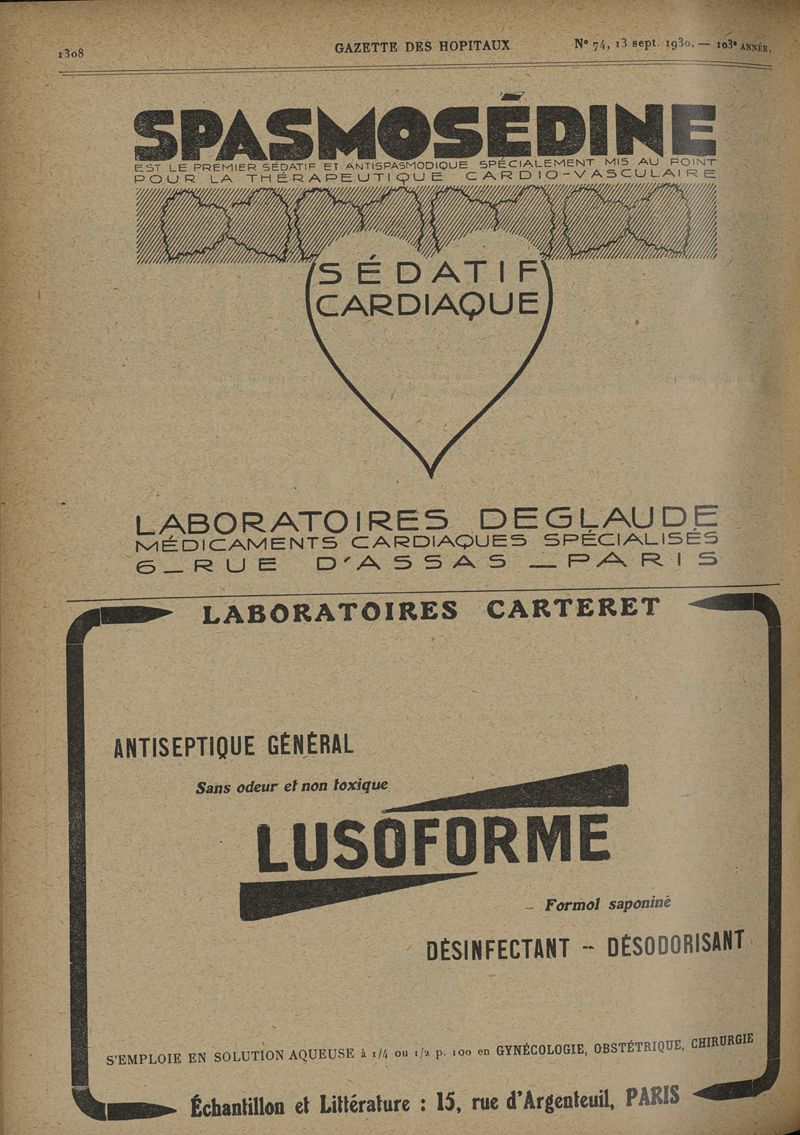 1308
GAZETTE DES HOPITAUX
N° 74, 13 sept. 1930. — 103e ANNÉE.
SPASMOSÉDINE
EST LE PREMIER SÉDATIF ET ANTISPASMODIQUE SPÉCIALEMENT MIS AU POINT
POUR LA THÉRAPEUTIQUE CARDIO-VASCULAIRE
SÉDATIF
CARDIAQUE
LABORATOIRES DEGLAUDE
MÉDICAMENTS CARDIAQUES SPÉCIALISÉS
6_RUE D'ASSAS _ PARIS
LABORATOIRES CARTERET
ANTISEPTIQUE GÉNÉRAL
Sans odeur et non toxique
LUSOFORME
_ Formol saponiné
DÉSINFECTANT -- DÉSODORISANT
S'EMPLOIE EN SOLUTION AQUEUSE à 1/4 ou 1/2 p. 100 en GYNÉCOLOGIE, OBSTÉTRIQUE, CHIRURGIE
Échantillon et Littérature : 15, rue d'Argenteuil, PARIS